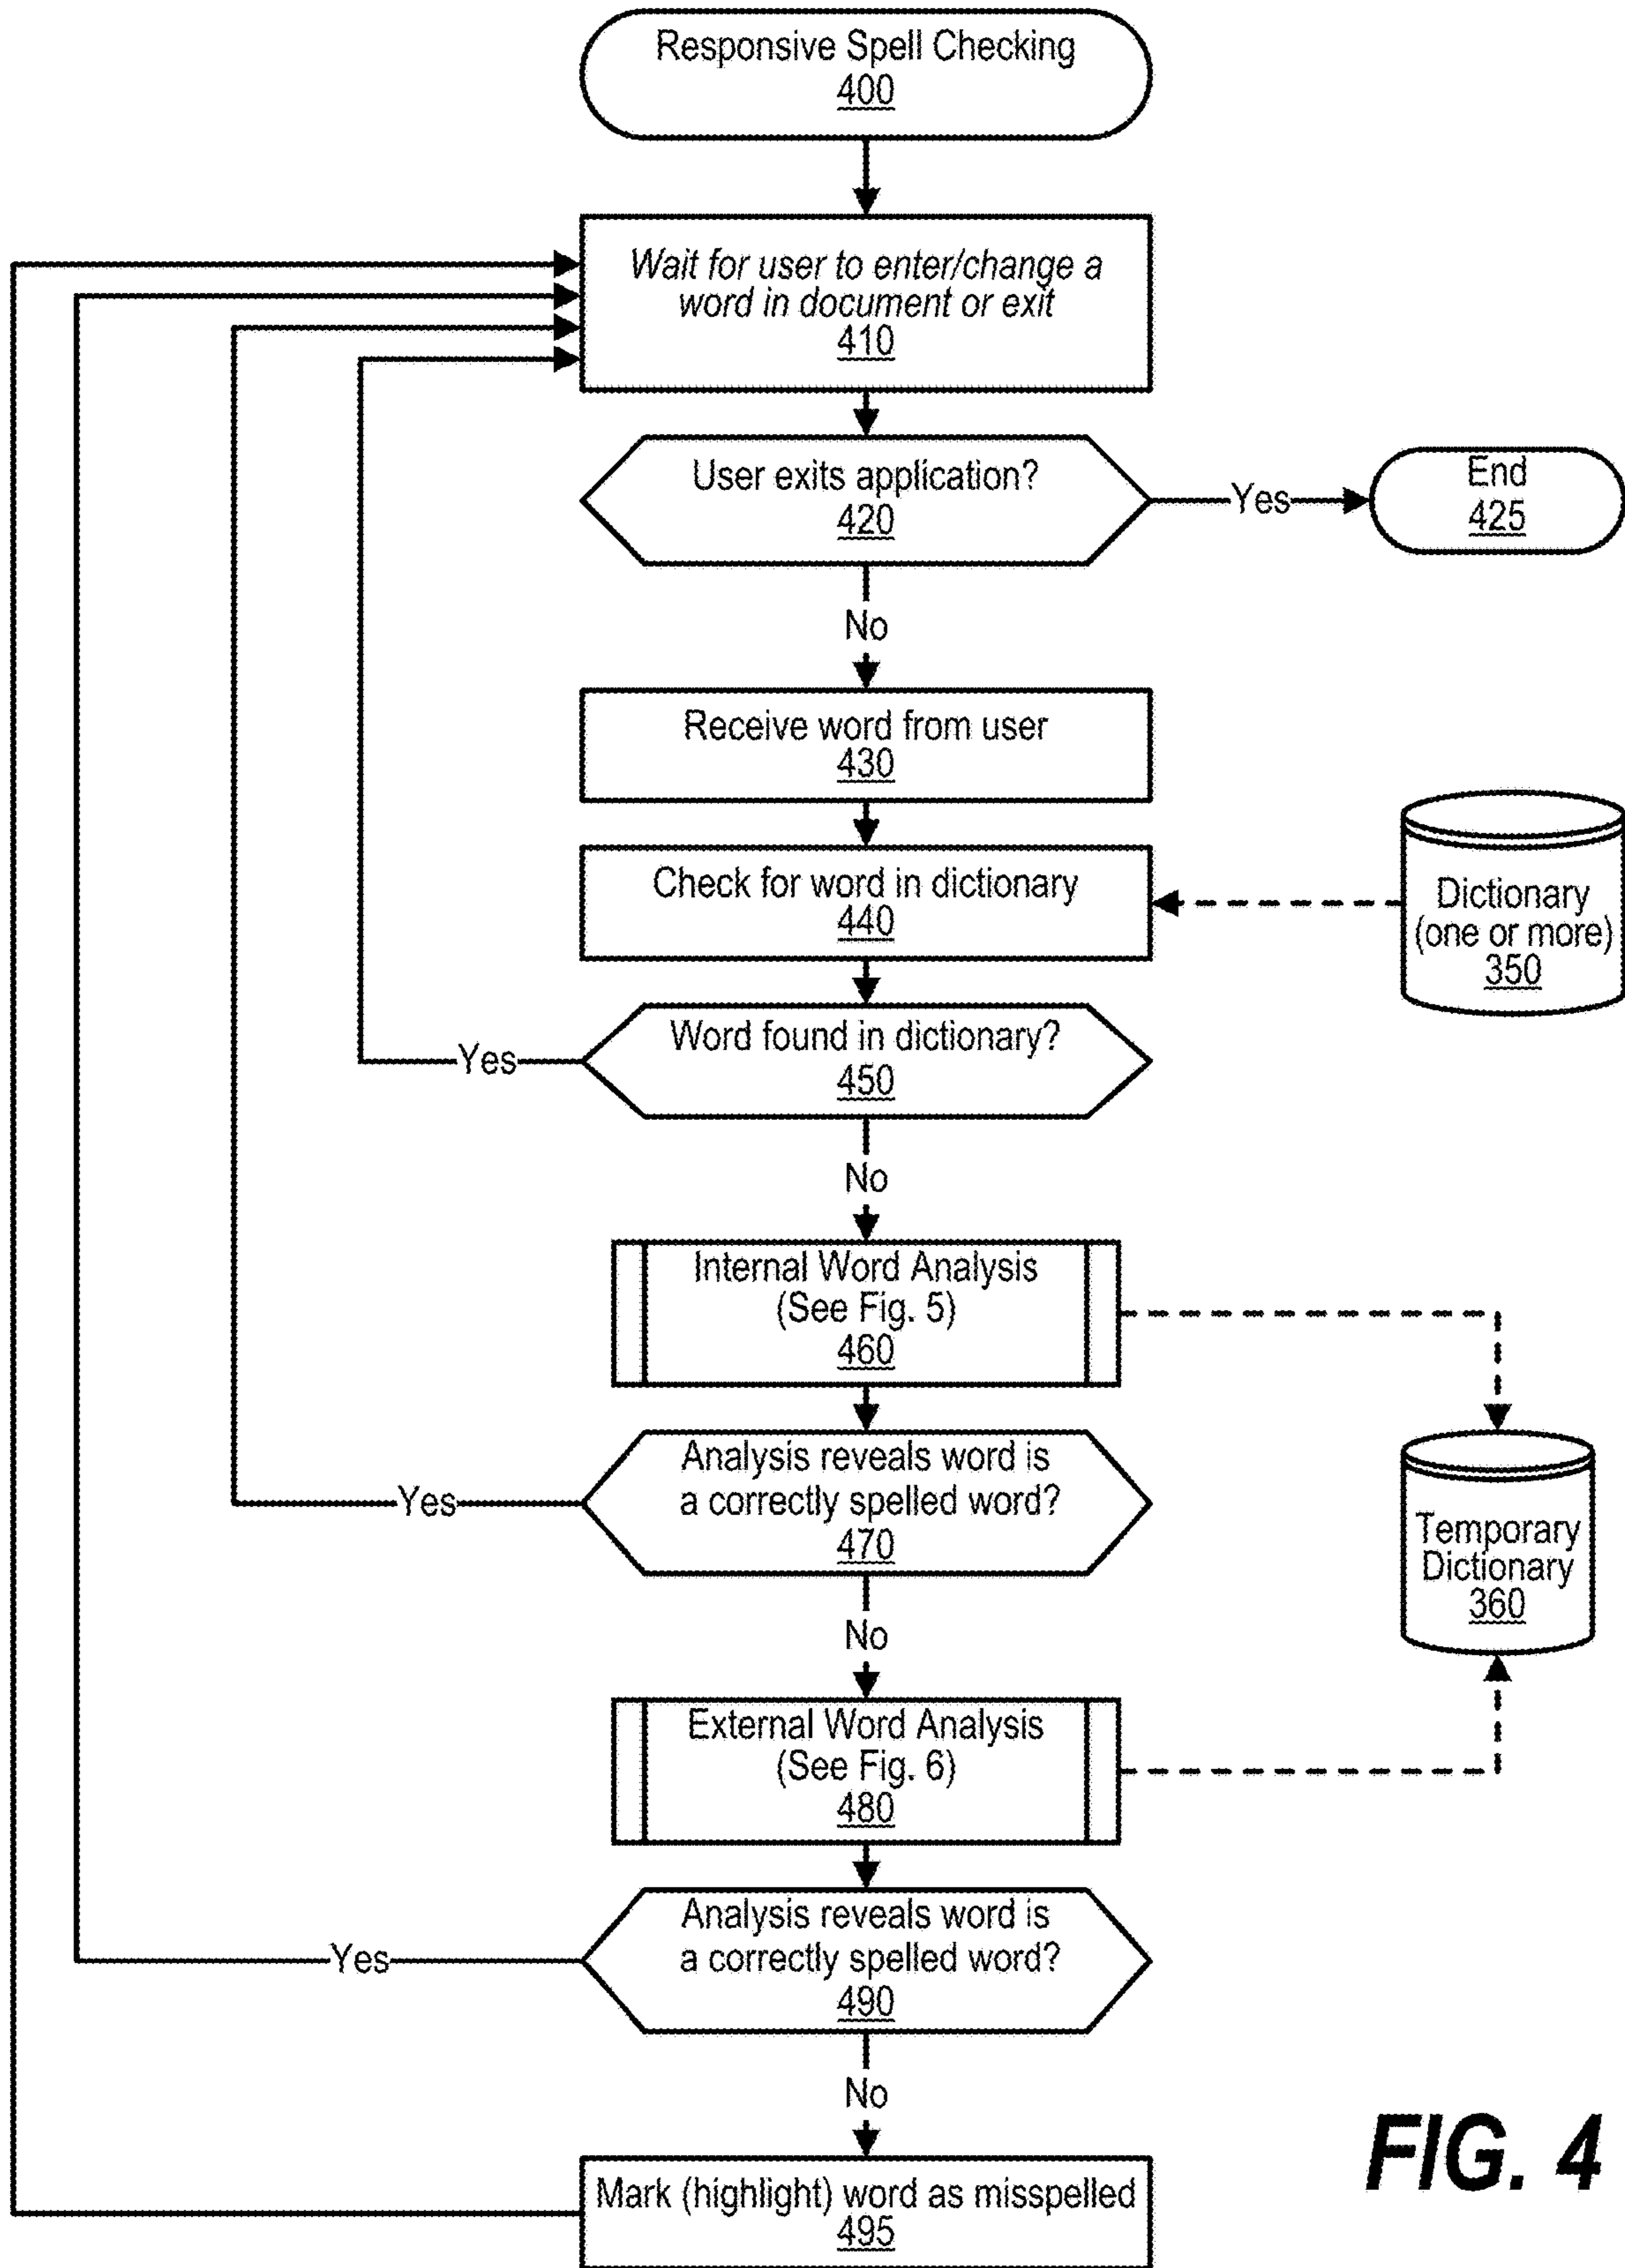 Responsive Spell Checking
400
Wait for user to enter/change a
word in document or exit
410
User exits application?
420
Yes
End
425
No
Receive word from user
430
Check for word in dictionary
440
Dictionary
(one or more)
350
Word found in dictionary?
450
Yes
No
Internal Word Analysis
(See Fig. 5)
460
Analysis reveals word is
a correctly spelled word?
470
Yes
Temporary
Dictionary
360
No
External Word Analysis
(See Fig. 6)
480
Analysis reveals word is
a correctly spelled word?
490
Yes
No
Mark (highlight) word as misspelled
495
FIG. 4